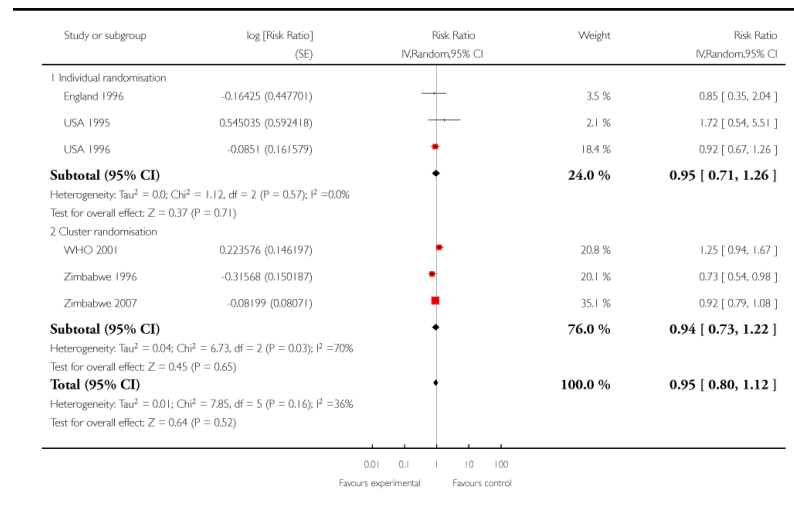 Study or subgroup log [Risk Ratio] Risk Ratio Weight Risk Ratio
(SE) IV,Random,95% CI IV,Random,95% CI
1 Individual randomisation
England 1996 -0.16425 (0.447701) 3.5 % 0.85 [ 0.35, 2.04 ]
USA 1995 0.545035 (0.592418) 2.1 % 1.72 [ 0.54, 5.51 ]
USA 1996 -0.0851 (0.161579) 18.4 % 0.92 [ 0.67, 1.26 ]
Subtotal (95% CI) 24.0 % 0.95 [ 0.71, 1.26 ]
Heterogeneity: Tau² = 0.0; Chi² = 1.12, df = 2 (P = 0.57); I² =0.0%
Test for overall effect: Z = 0.37 (P = 0.71)
2 Cluster randomisation
WHO 2001 0.223576 (0.146197) 20.8 % 1.25 [ 0.94, 1.67 ]
Zimbabwe 1996 -0.31568 (0.150187) 20.1 % 0.73 [ 0.54, 0.98 ]
Zimbabwe 2007 -0.08199 (0.08071) 35.1 % 0.92 [ 0.79, 1.08 ]
Subtotal (95% CI) 76.0 % 0.94 [ 0.73, 1.22 ]
Heterogeneity: Tau² = 0.04; Chi² = 6.73, df = 2 (P = 0.03); I² =70%
Test for overall effect: Z = 0.45 (P = 0.65)
Total (95% CI) 100.0 % 0.95 [ 0.80, 1.12 ]
Heterogeneity: Tau² = 0.01; Chi² = 7.85, df = 5 (P = 0.16); I² =36%
Test for overall effect: Z = 0.64 (P = 0.52)
0.01 0.1 1 10 100
Favours experimental Favours control